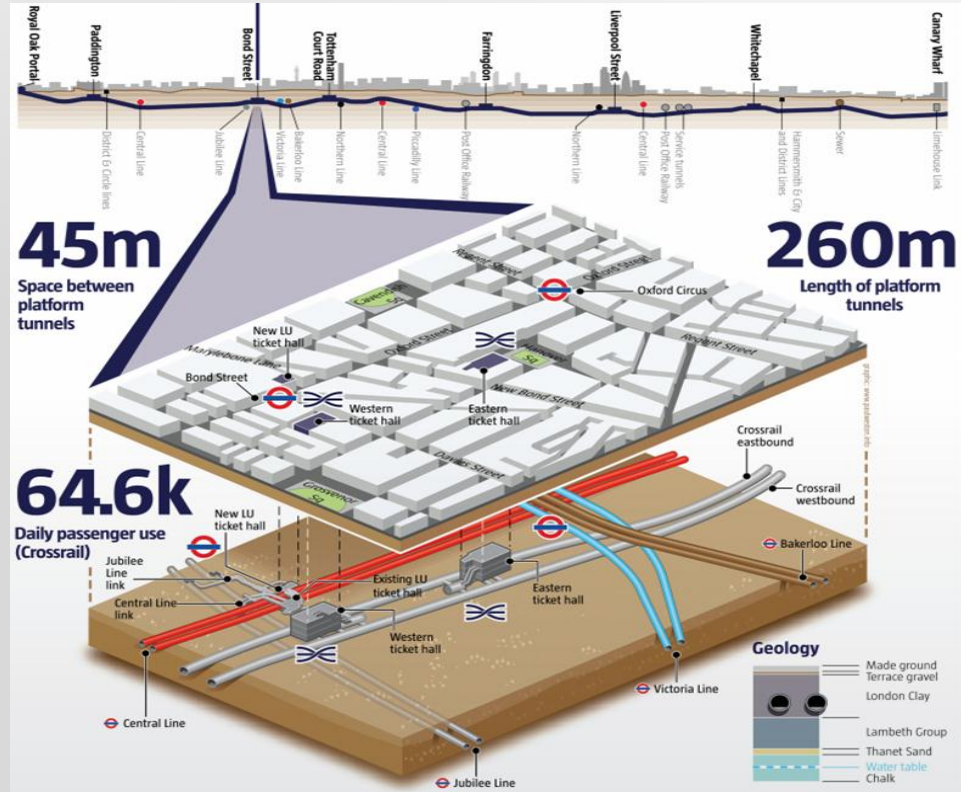 Royal Oak Portal
Paddington
Bond Street
Tottenham
Court Road
Farringdon
Liverpool Street
Whitechapel
Canary Wharf
District & Circle lines
Central Line
Jubilee Line
Victoria Line
Bakerloo Line
Northern Line
Central Line
Piccadilly Line
Post Office Railway
Northern Line
Central Line
Post Office Railway
Service tunnels
Hammersmith & City
and District Lines
Sewer
Limehouse Link
45m
Space between
platform
tunnels
260m
Length of platform
tunnels
Regent Street
Oxford Street
Oxford Circus
Cavendish
Sq
New LU
ticket hall
Marylebone Lane
Oxford Street
Hanover
Sq
Regent Street
Bond Street
Western
ticket hall
Eastern
ticket hall
New Bond Street
Davies Street
Grosvenor
Sq
graphic: www.paulweston.info
64.6k
Daily passenger use
(Crossrail)
Crossrail
eastbound
Crossrail
westbound
New LU
ticket hall
Jubilee
Line
link
Central Line
link
Existing LU
ticket hall
Western
ticket hall
Eastern
ticket hall
Bakerloo Line
Victoria Line
Central Line
Jubilee Line
Geology
Made ground
Terrace gravel
London Clay
Lambeth Group
Thanet Sand
Water table
Chalk